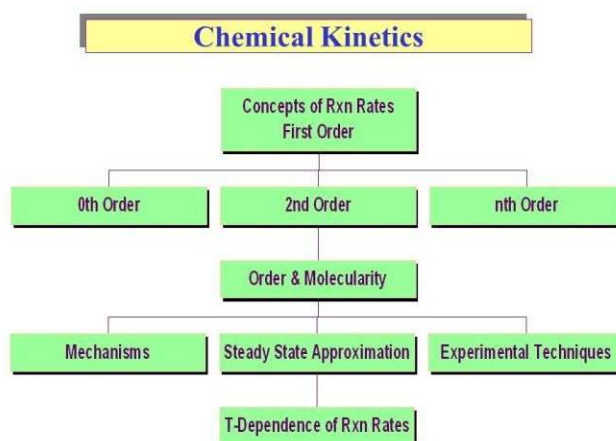 Chemical Kinetics
Concepts of Rxn Rates
First Order
0th Order
2nd Order
nth Order
Order & Molecularity
Mechanisms
Steady State Approximation
Experimental Techniques
T-Dependence of Rxn Rates